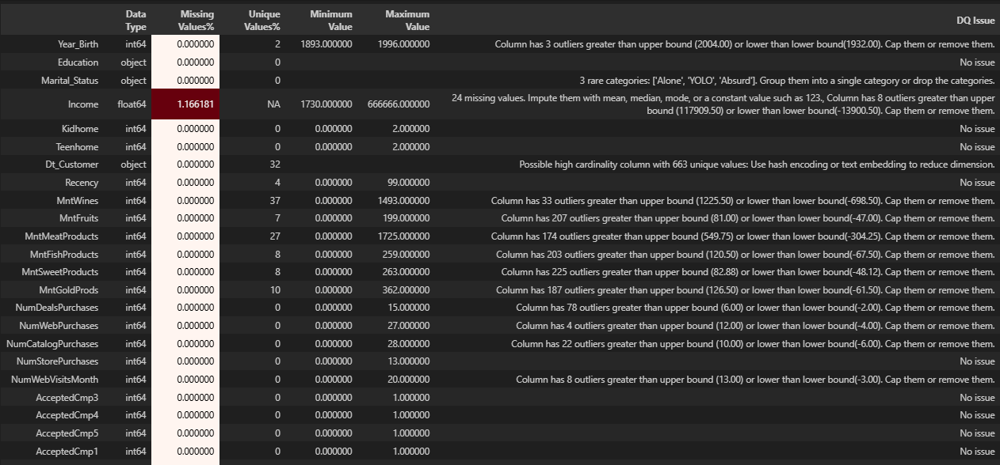 Data Type Missing Values% Unique Values% Minimum Value Maximum Value DQ Issue
Year_Birth int64 0.000000 2 1893.000000 1996.000000 Column has 3 outliers greater than upper bound (2004.00) or lower than lower bound(1932.00). Cap them or remove them.
Education object 0.000000 0 No issue
Marital_Status object 0.000000 0 3 rare categories: ['Alone', 'YOLO', 'Absurd']. Group them into a single category or drop the categories.
Income float64 1.166181 NA 1730.000000 666666.000000 24 missing values. Impute them with mean, median, mode, or a constant value such as 123., Column has 8 outliers greater than upper
bound (117909.50) or lower than lower bound(-13900.50). Cap them or remove them.
Kidhome int64 0.000000 0 0.000000 2.000000 No issue
Teenhome int64 0.000000 0 0.000000 2.000000 No issue
Dt_Customer object 0.000000 32 Possible high cardinality column with 663 unique values: Use hash encoding or text embedding to reduce dimension.
Recency int64 0.000000 4 0.000000 99.000000 No issue
MntWines int64 0.000000 37 0.000000 1493.000000 Column has 33 outliers greater than upper bound (1225.50) or lower than lower bound(-698.50). Cap them or remove them.
MntFruits int64 0.000000 7 0.000000 199.000000 Column has 207 outliers greater than upper bound (81.00) or lower than lower bound(-47.00). Cap them or remove them.
MntMeatProducts int64 0.000000 27 0.000000 1725.000000 Column has 174 outliers greater than upper bound (549.75) or lower than lower bound(-304.25). Cap them or remove them.
MntFishProducts int64 0.000000 8 0.000000 259.000000 Column has 203 outliers greater than upper bound (120.50) or lower than lower bound(-67.50). Cap them or remove them.
MntSweetProducts int64 0.000000 8 0.000000 263.000000 Column has 225 outliers greater than upper bound (82.88) or lower than lower bound(-48.12). Cap them or remove them.
MntGoldProds int64 0.000000 10 0.000000 362.000000 Column has 187 outliers greater than upper bound (126.50) or lower than lower bound(-61.50). Cap them or remove them.
NumDealsPurchases int64 0.000000 0 0.000000 15.000000 Column has 78 outliers greater than upper bound (6.00) or lower than lower bound(-2.00). Cap them or remove them.
NumWebPurchases int64 0.000000 0 0.000000 27.000000 Column has 4 outliers greater than upper bound (12.00) or lower than lower bound(-4.00). Cap them or remove them.
NumCatalogPurchases int64 0.000000 0 0.000000 28.000000 Column has 22 outliers greater than upper bound (10.00) or lower than lower bound(-6.00). Cap them or remove them.
NumStorePurchases int64 0.000000 0 0.000000 13.000000 No issue
NumWebVisitsMonth int64 0.000000 0 0.000000 20.000000 Column has 8 outliers greater than upper bound (13.00) or lower than lower bound(-3.00). Cap them or remove them.
AcceptedCmp3 int64 0.000000 0 0.000000 1.000000 No issue
AcceptedCmp4 int64 0.000000 0 0.000000 1.000000 No issue
AcceptedCmp5 int64 0.000000 0 0.000000 1.000000 No issue
AcceptedCmp1 int64 0.000000 0 0.000000 1.000000 No issue